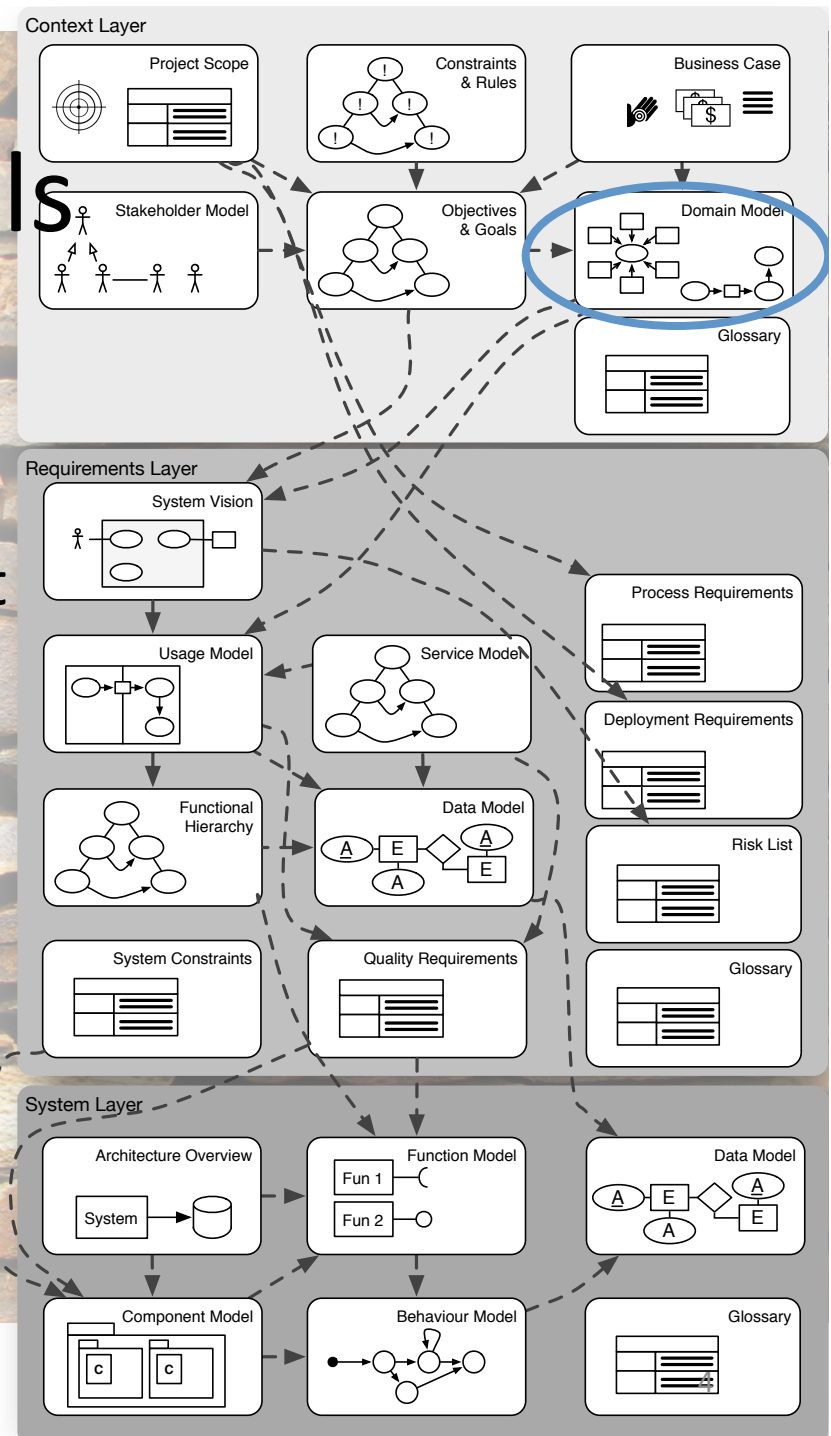 Context Layer
Project Scope
Constraints
& Rules
!
! !
! !
Business Case
$
ls
Stakeholder Model
Objectives
& Goals
Domain Model
Glossary
Requirements Layer
System Vision
t
Process Requirements
Usage Model
Service Model
Deployment Requirements
Functional
Hierarchy
Data Model
A E A
A E
Risk List
System Constraints
Quality Requirements
Glossary
System Layer
Architecture Overview
System
Function Model
Fun 1
Fun 2
Data Model
A E A
A E
Component Model
C C
Behaviour Model
Glossary
4